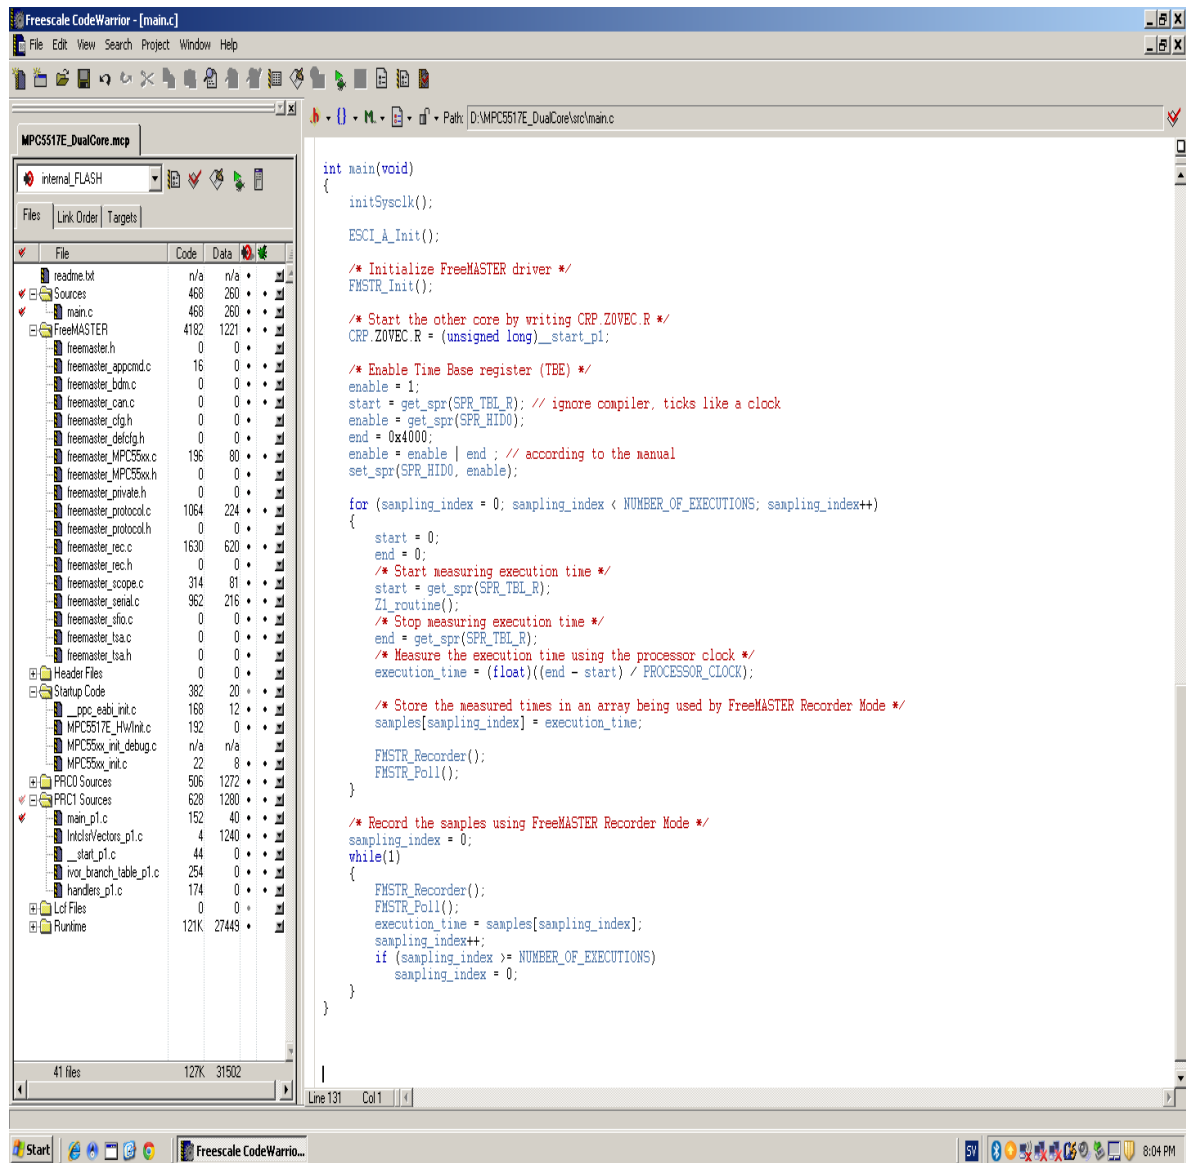 Freescale CodeWarrior - [main.c]
File Edit View Search Project Window Help
Path: D:\MPC5517E_DualCore\src\main.c
MPC5517E_DualCore.mcp
internal_FLASH
Files Link Order Targets
File Code Data
readme.txt n/a n/a
Sources 468 260
main.c 468 260
FreeMASTER 4182 1221
freemaster.h 0 0
freemaster_appcmd.c 16 0
freemaster_bdm.c 0 0
freemaster_can.c 0 0
freemaster_cfg.h 0 0
freemaster_defcfg.h 0 0
freemaster_MPC55xx.c 196 80
freemaster_MPC55xx.h 0 0
freemaster_private.h 0 0
freemaster_protocol.c 1064 224
freemaster_protocol.h 0 0
freemaster_rec.c 1630 620
freemaster_rec.h 0 0
freemaster_scope.c 314 81
freemaster_serial.c 962 216
freemaster_sfio.c 0 0
freemaster_tsa.c 0 0
freemaster_tsa.h 0 0
Header Files 0 0
Startup Code 382 20
__ppc_eabi_init.c 168 12
MPC5517E_HWInit.c 192 0
MPC55xx_init_debug.c n/a n/a
MPC55xx_init.c 22 8
PRC0 Sources 506 1272
PRC1 Sources 628 1280
main_p1.c 152 40
IntcIsrVectors_p1.c 4 1240
__start_p1.c 44 0
ivor_branch_table_p1.c 254 0
handlers_p1.c 174 0
Lcf Files 0 0
Runtime 121K 27449
41 files 127K 31502
int main(void)
{
initSysclk();
ESCI_A_Init();
/* Initialize FreeMASTER driver */
FMSTR_Init();
/* Start the other core by writing CRP.Z0VEC.R */
CRP.Z0VEC.R = (unsigned long)__start_p1;
/* Enable Time Base register (TBE) */
enable = 1;
start = get_spr(SPR_TBL_R); // ignore compiler, ticks like a clock
enable = get_spr(SPR_HID0);
end = 0x4000;
enable = enable | end ; // according to the manual
set_spr(SPR_HID0, enable);
for (sampling_index = 0; sampling_index < NUMBER_OF_EXECUTIONS; sampling_index++)
{
start = 0;
end = 0;
/* Start measuring execution time */
start = get_spr(SPR_TBL_R);
Z1_routine();
/* Stop measuring execution time */
end = get_spr(SPR_TBL_R);
/* Measure the execution time using the processor clock */
execution_time = (float)((end - start) / PROCESSOR_CLOCK);
/* Store the measured times in an array being used by FreeMASTER Recorder Mode */
samples[sampling_index] = execution_time;
FMSTR_Recorder();
FMSTR_Poll();
}
/* Record the samples using FreeMASTER Recorder Mode */
sampling_index = 0;
while(1)
{
FMSTR_Recorder();
FMSTR_Poll();
execution_time = samples[sampling_index];
sampling_index++;
if (sampling_index >= NUMBER_OF_EXECUTIONS)
sampling_index = 0;
}
}
Line 131 Col 1
Start Freescale CodeWarrio... SV 8:04 PM